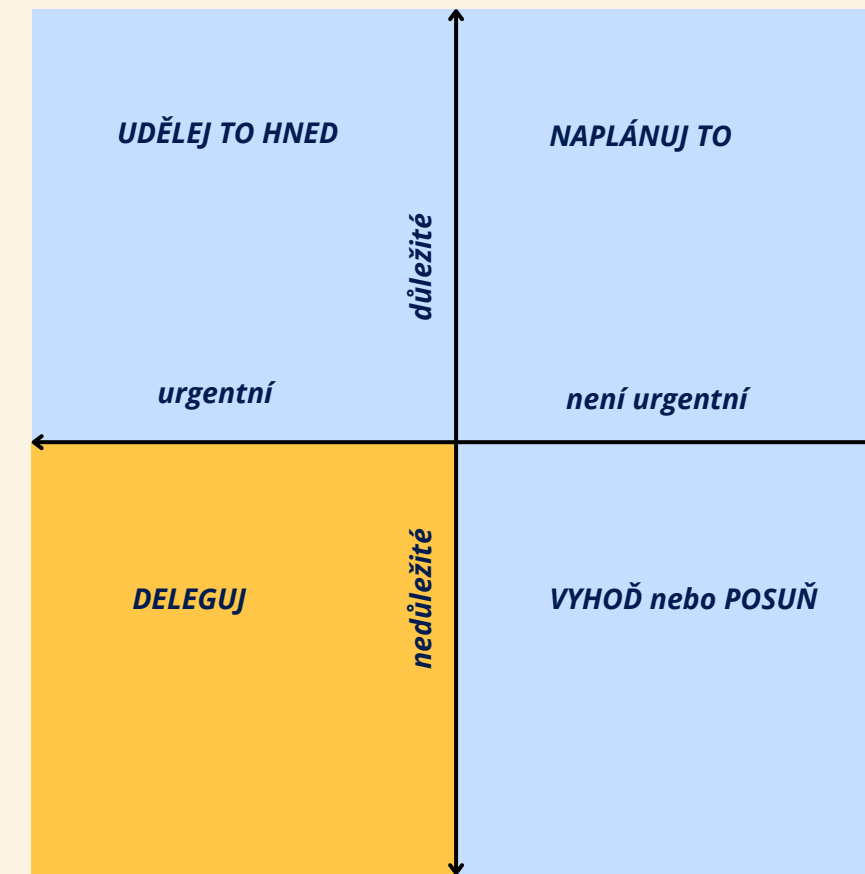 UDĚLEJ TO HNED
NAPLÁNUJ TO
důležité
urgentní
není urgentní
nedůležité
DELEGUJ
VYHOĎ nebo POSUŇ